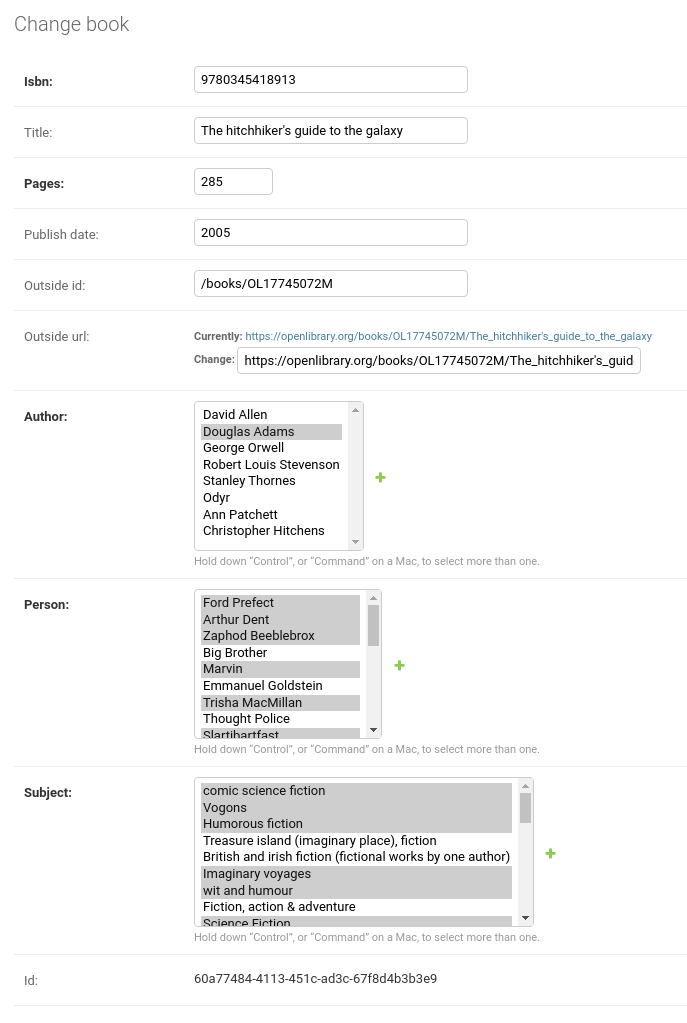 Change book
Isbn: 9780345418913
Title: The hitchhiker's guide to the galaxy
Pages: 285
Publish date: 2005
Outside id: /books/OL17745072M
Outside url: Currently: https://openlibrary.org/books/OL17745072M/The_hitchhiker's_guide_to_the_galaxy
Change: https://openlibrary.org/books/OL17745072M/The_hitchhiker's_guid
Author:
David Allen
Douglas Adams
George Orwell
Robert Louis Stevenson
Stanley Thornes
Odyr
Ann Patchett
Christopher Hitchens
Hold down “Control”, or “Command” on a Mac, to select more than one.
Person:
Ford Prefect
Arthur Dent
Zaphod Beeblebrox
Big Brother
Marvin
Emmanuel Goldstein
Trisha MacMillan
Thought Police
Slartibartfast
Hold down “Control”, or “Command” on a Mac, to select more than one.
Subject:
comic science fiction
Vogons
Humorous fiction
Treasure island (imaginary place), fiction
British and irish fiction (fictional works by one author)
Imaginary voyages
wit and humour
Fiction, action & adventure
Science Fiction
Hold down “Control”, or “Command” on a Mac, to select more than one.
Id: 60a77484-4113-451c-ad3c-67f8d4b3b3e9